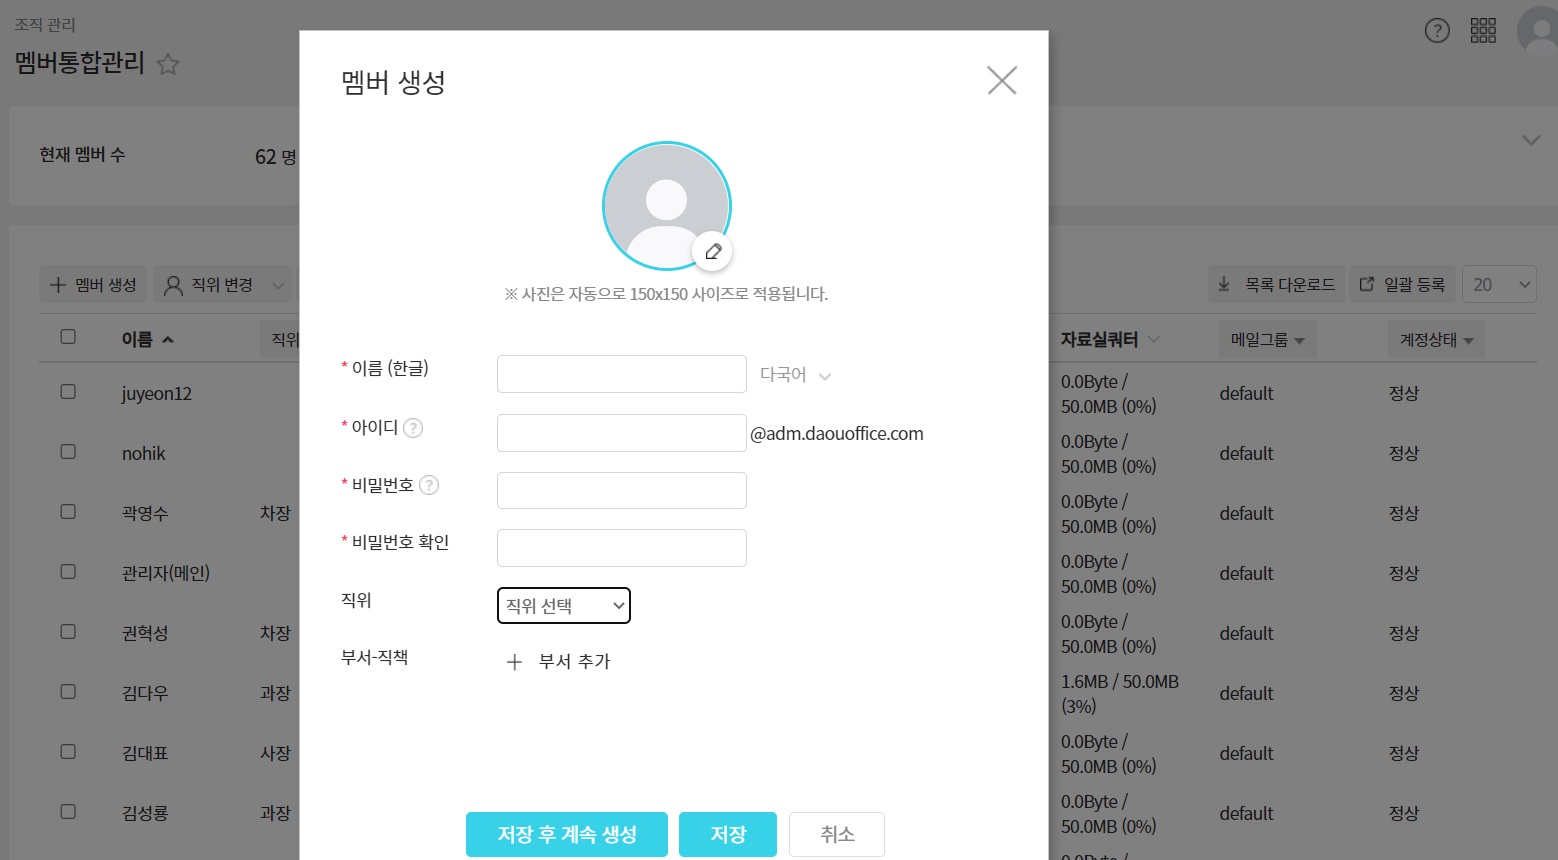 조직 관리
멤버통합관리
현재 멤버 수
62 명
멤버 생성
직위 변경
목록 다운로드
일괄 등록
20
이름
직위
자료실쿼터
메일그룹
계정상태
juyeon12
0.0Byte /
50.0MB (0%)
default
정상
nohik
0.0Byte /
50.0MB (0%)
default
정상
곽영수
차장
0.0Byte /
50.0MB (0%)
default
정상
관리자(메인)
0.0Byte /
50.0MB (0%)
default
정상
권혁성
차장
0.0Byte /
50.0MB (0%)
default
정상
김다우
과장
1.6MB / 50.0MB
(3%)
default
정상
김대표
사장
0.0Byte /
50.0MB (0%)
default
정상
김성룡
과장
0.0Byte /
50.0MB (0%)
default
정상
멤버 생성
※ 사진은 자동으로 150x150 사이즈로 적용됩니다.
* 이름 (한글)
다국어
* 아이디 ?
@adm.daouoffice.com
* 비밀번호 ?
* 비밀번호 확인
직위
직위 선택
부서-직책
+ 부서 추가
저장 후 계속 생성
저장
취소